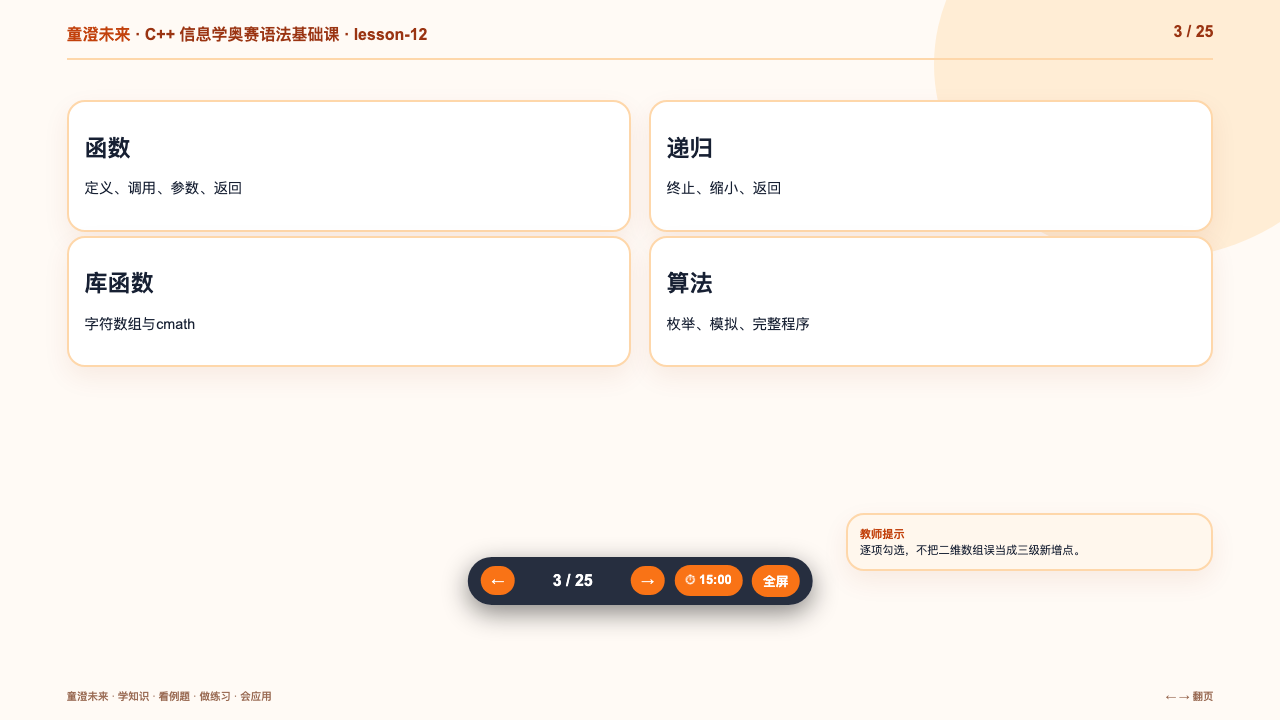 童澄未来 · C++ 信息学奥赛语法基础课 · lesson-12
3 / 25
函数
定义、调用、参数、返回
递归
终止、缩小、返回
库函数
字符数组与cmath
算法
枚举、模拟、完整程序
教师提示
逐项勾选，不把二维数组误当成三级新增点。
← 3 / 25 → ⏱ 15:00 全屏
童澄未来 · 学知识 · 看例题 · 做练习 · 会应用
←→ 翻页